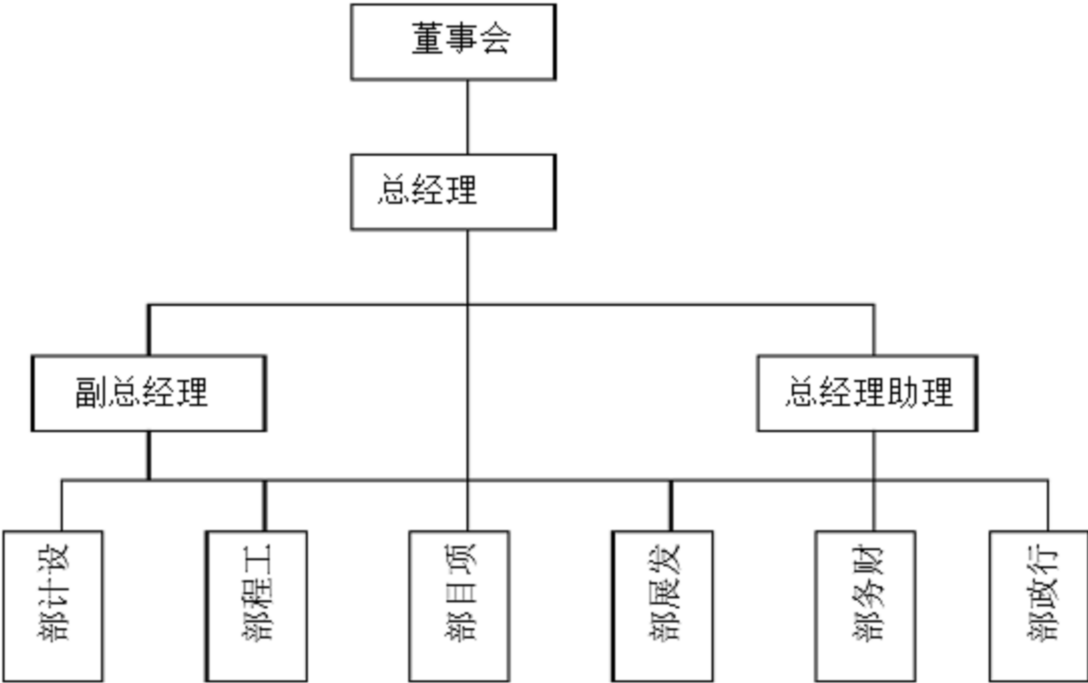 董事会
总经理
副总经理
总经理助理
部计设
部程工
部目项
部展发
部务财
部政行